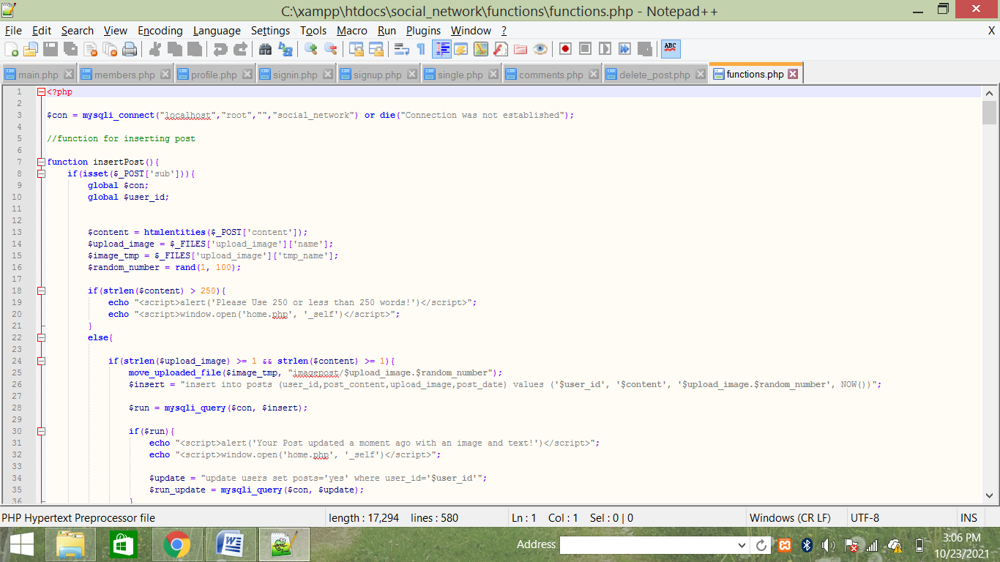 C:\xampp\htdocs\social_network\functions\functions.php - Notepad++
File Edit Search View Encoding Language Settings Tools Macro Run Plugins Window ? X
ABC
main.php members.php profile.php signin.php signup.php single.php comments.php delete_post.php functions.php
1 <?php
2
3 $con = mysqli_connect("localhost","root","","social_network") or die("Connection was not established");
4
5 //function for inserting post
6
7 function insertPost(){
8 if(isset($_POST['sub'])){
9 global $con;
10 global $user_id;
11
12
13 $content = htmlentities($_POST['content']);
14 $upload_image = $_FILES['upload_image']['name'];
15 $image_tmp = $_FILES['upload_image']['tmp_name'];
16 $random_number = rand(1, 100);
17
18 if(strlen($content) > 250){
19 echo "<script>alert('Please Use 250 or less than 250 words!')</script>";
20 echo "<script>window.open('home.php', '_self')</script>";
21 }
22 else{
23
24 if(strlen($upload_image) >= 1 && strlen($content) >= 1){
25 move_uploaded_file($image_tmp, "imagepost/$upload_image.$random_number");
26 $insert = "insert into posts (user_id,post_content,upload_image,post_date) values ('$user_id', '$content', '$upload_image.$random_number', NOW())";
27
28 $run = mysqli_query($con, $insert);
29
30 if($run){
31 echo "<script>alert('Your Post updated a moment ago with an image and text!')</script>";
32 echo "<script>window.open('home.php', '_self')</script>";
33
34 $update = "update users set posts='yes' where user_id='$user_id'";
35 $run_update = mysqli_query($con, $update);
36 }
PHP Hypertext Preprocessor file length : 17,294 lines : 580 Ln : 1 Col : 1 Sel : 0 | 0 Windows (CR LF) UTF-8 INS
Address
3:06 PM
10/23/2021